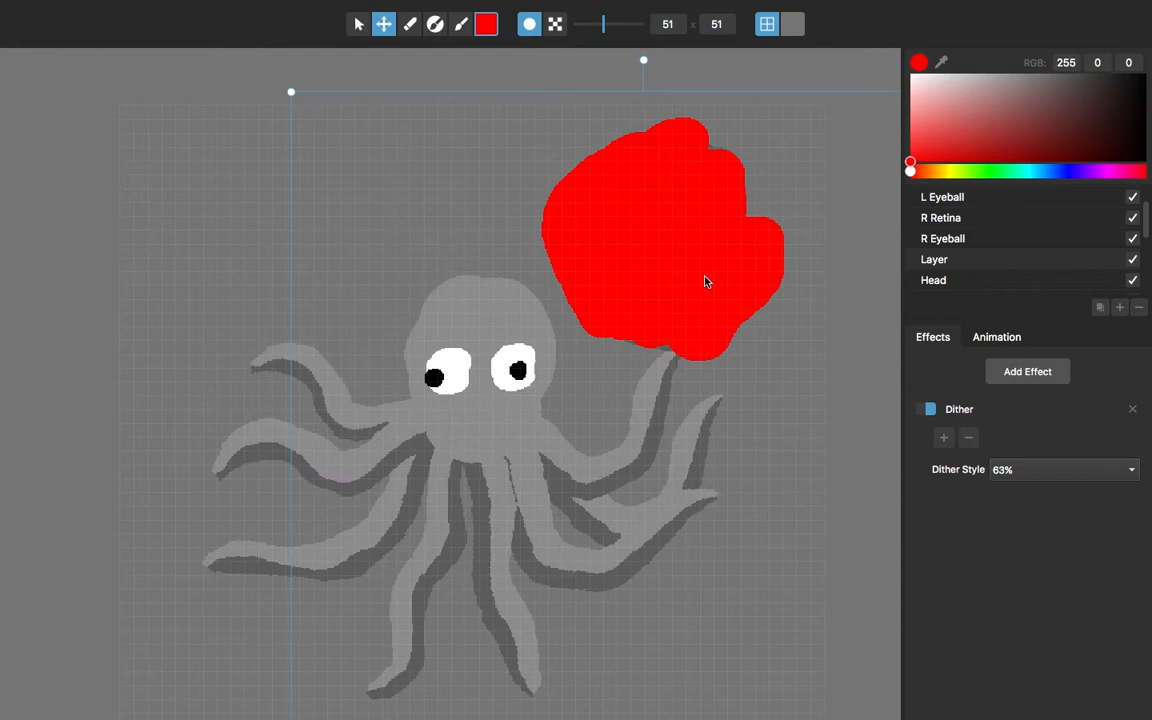 51 x 51
RGB: 255 0 0
L Eyeball
R Retina
R Eyeball
Layer
Head
Effects Animation
Add Effect
Dither
Dither Style 63%